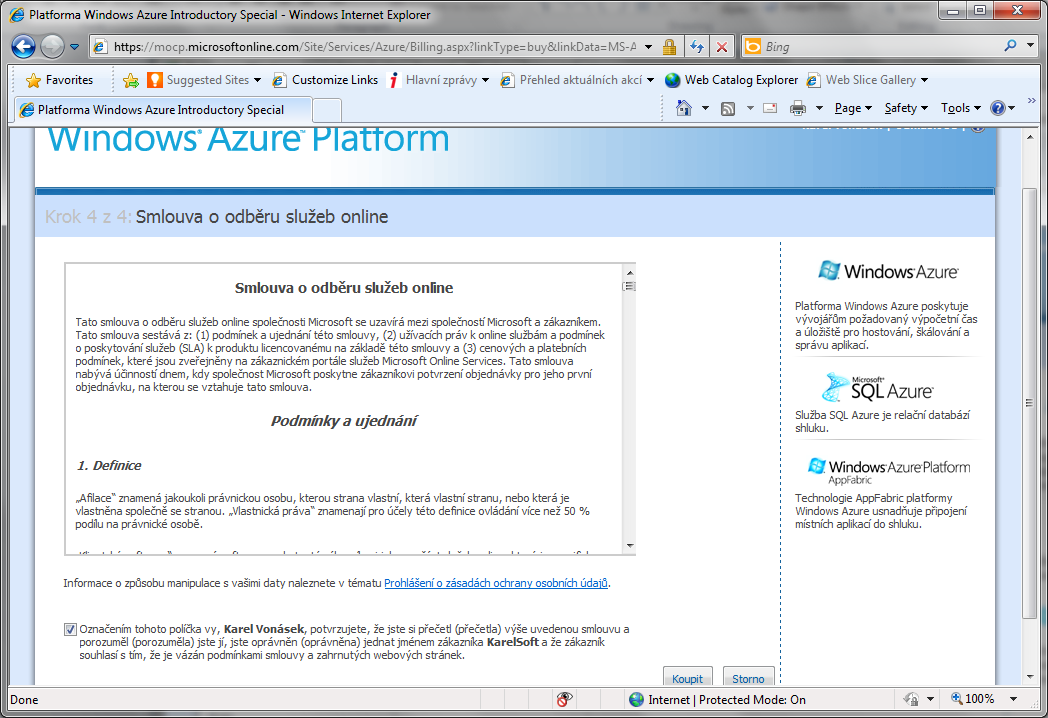 Platforma Windows Azure Introductory Special - Windows Internet Explorer
https://mocp.microsoftonline.com/Site/Services/Azure/Billing.aspx?linkType=buy&linkData=MS-A
Bing
Favorites Suggested Sites Customize Links Hlavní zprávy Přehled aktuálních akcí Web Catalog Explorer Web Slice Gallery
Platforma Windows Azure Introductory Special Page Safety Tools
Windows® Azure™ Platform
Krok 4 z 4: Smlouva o odběru služeb online
Smlouva o odběru služeb online
Tato smlouva o odběru služeb online společnosti Microsoft se uzavírá mezi společností Microsoft a zákazníkem.
Tato smlouva sestává z: (1) podmínek a ujednání této smlouvy, (2) užívacích práv k online službám a podmínek
o poskytování služeb (SLA) k produktu licencovanému na základě této smlouvy a (3) cenových a platebních
podmínek, které jsou zveřejněny na zákaznickém portále služeb Microsoft Online Services. Tato smlouva
nabývá účinností dnem, kdy společnost Microsoft poskytne zákazníkovi potvrzení objednávky pro jeho první
objednávku, na kterou se vztahuje tato smlouva.
Podmínky a ujednání
1. Definice
„Afilace“ znamená jakoukoli právnickou osobu, kterou strana vlastní, která vlastní stranu, nebo která je
vlastněna společně se stranou. „Vlastnická práva“ znamenají pro účely této definice ovládání více než 50 %
podílu na právnické osobě.
Informace o způsobu manipulace s vašimi daty naleznete v tématu Prohlášení o zásadách ochrany osobních údajů.
Označením tohoto políčka vy, Karel Vonásek, potvrzujete, že jste si přečetl (přečetla) výše uvedenou smlouvu a
porozuměl (porozuměla) jste jí, jste oprávněn (oprávněna) jednat jménem zákazníka KarelSoft a že zákazník
souhlasí s tím, že je vázán podmínkami smlouvy a zahrnutých webových stránek.
Koupit Storno
Windows® Azure™
Platforma Windows Azure poskytuje
vývojářům požadovaný výpočetní čas
a úložiště pro hostování, škálování a
správu aplikací.
Microsoft®
SQL Azure™
Služba SQL Azure je relační databází
shluku.
Windows® Azure™ Platform
AppFabric
Technologie AppFabric platformy
Windows Azure usnadňuje připojení
místních aplikací do shluku.
Done Internet | Protected Mode: On 100%